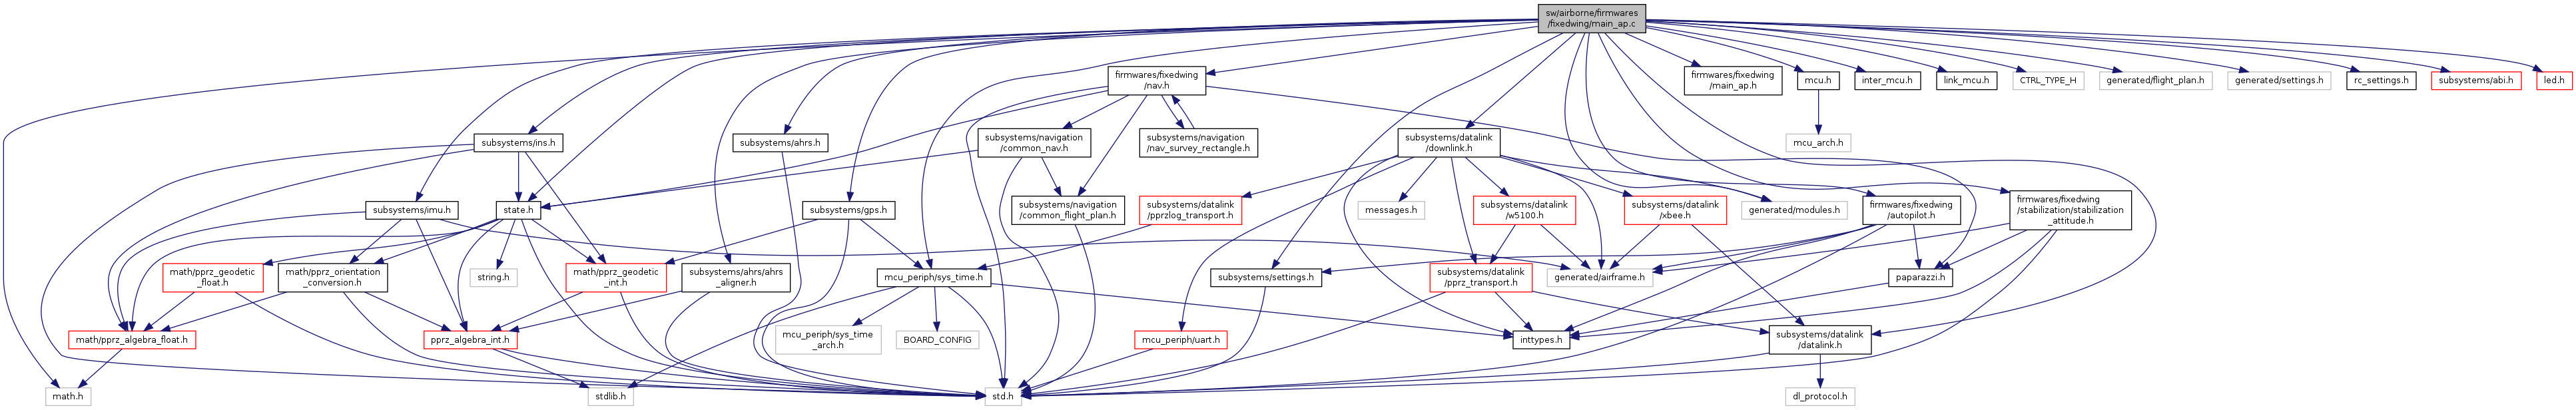 sw/airborne/firmwares
/fixedwing/main_ap.c
firmwares/fixedwing
/nav.h
firmwares/fixedwing
/main_ap.h
mcu.h
inter_mcu.h
link_mcu.h
CTRL_TYPE_H
generated/flight_plan.h
generated/settings.h
rc_settings.h
subsystems/abi.h
led.h
subsystems/ins.h
subsystems/ahrs.h
subsystems/navigation
/common_nav.h
subsystems/navigation
/nav_survey_rectangle.h
subsystems/datalink
/downlink.h
mcu_arch.h
subsystems/imu.h
state.h
subsystems/gps.h
subsystems/navigation
/common_flight_plan.h
subsystems/datalink
/pprzlog_transport.h
messages.h
subsystems/datalink
/w5100.h
subsystems/datalink
/xbee.h
generated/modules.h
firmwares/fixedwing
/autopilot.h
firmwares/fixedwing
/stabilization/stabilization
_attitude.h
math/pprz_geodetic
_float.h
math/pprz_orientation
_conversion.h
string.h
math/pprz_geodetic
_int.h
subsystems/ahrs/ahrs
_aligner.h
mcu_periph/sys_time.h
subsystems/settings.h
subsystems/datalink
/pprz_transport.h
generated/airframe.h
paparazzi.h
math/pprz_algebra_float.h
pprz_algebra_int.h
mcu_periph/sys_time
_arch.h
BOARD_CONFIG
mcu_periph/uart.h
inttypes.h
subsystems/datalink
/datalink.h
math.h
stdlib.h
std.h
dl_protocol.h